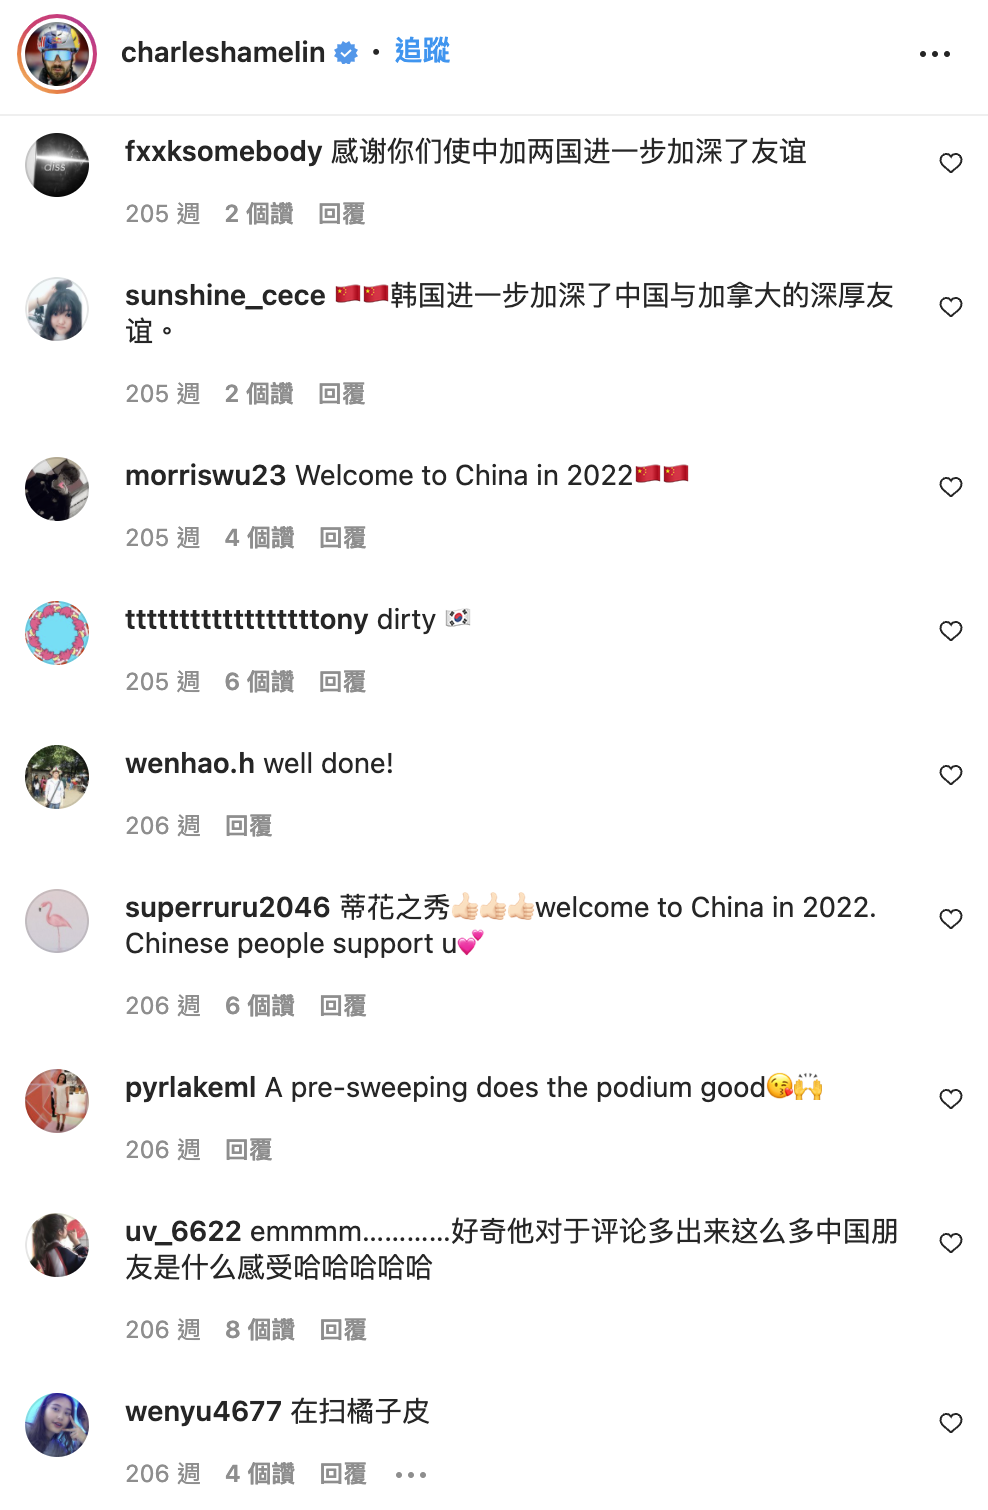 charleshamelin • 追蹤
fxxksomebody 感谢你们使中加两国进一步加深了友谊
205 週 2 個讚 回覆
sunshine_cece 🇨🇳🇨🇳韩国进一步加深了中国与加拿大的深厚友
谊。
205 週 2 個讚 回覆
morriswu23 Welcome to China in 2022🇨🇳🇨🇳
205 週 4 個讚 回覆
ttttttttttttttttttony dirty 🇰🇷
205 週 6 個讚 回覆
wenhao.h well done!
206 週 回覆
superruru2046 蒂花之秀👍🏻👍🏻👍🏻welcome to China in 2022.
Chinese people support u💕
206 週 6 個讚 回覆
pyrlakeml A pre-sweeping does the podium good😘🙌
206 週 回覆
uv_6622 emmmm…………好奇他对于评论多出来这么多中国朋
友是什么感受哈哈哈哈哈
206 週 8 個讚 回覆
wenyu4677 在扫橘子皮
206 週 4 個讚 回覆
diss